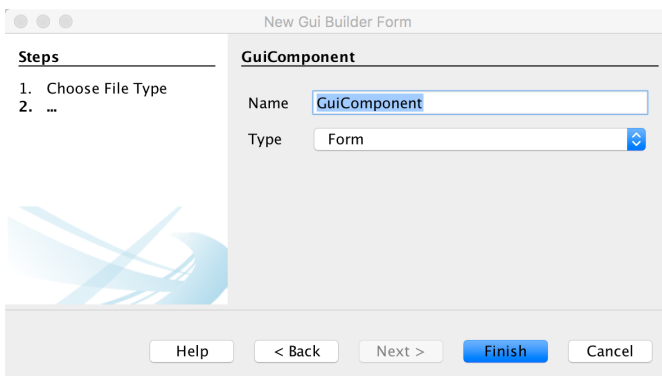 New Gui Builder Form
Steps
1. Choose File Type
2. ...
GuiComponent
Name GuiComponent
Type Form
Help < Back Next > Finish Cancel